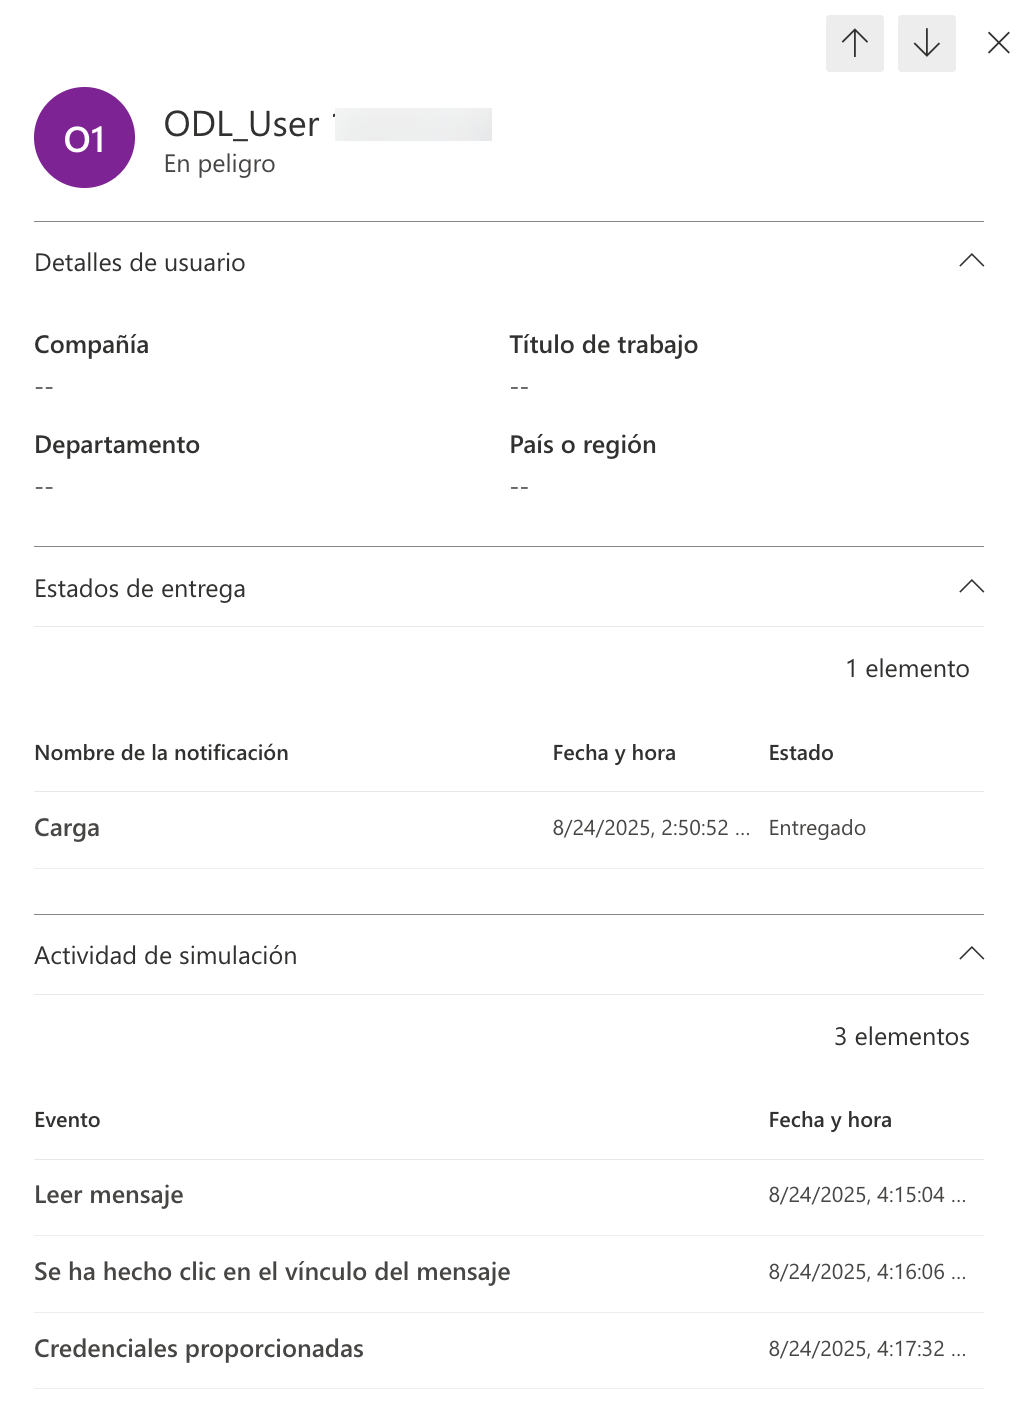 O1
ODL_User
En peligro
Detalles de usuario
Compañía
Título de trabajo
--
--
Departamento
País o región
--
--
Estados de entrega
1 elemento
Nombre de la notificación Fecha y hora Estado
Carga 8/24/2025, 2:50:52 ... Entregado
Actividad de simulación
3 elementos
Evento Fecha y hora
Leer mensaje 8/24/2025, 4:15:04 ...
Se ha hecho clic en el vínculo del mensaje 8/24/2025, 4:16:06 ...
Credenciales proporcionadas 8/24/2025, 4:17:32 ...